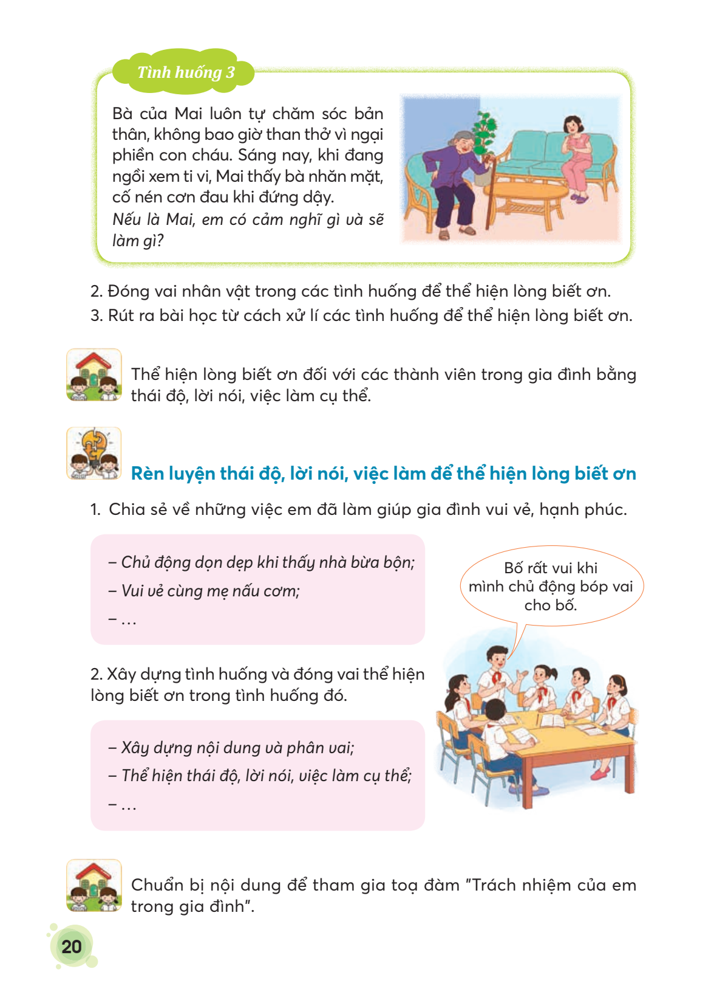 Tình huống 3
Bà của Mai luôn tự chăm sóc bản
thân, không bao giờ than thở vì ngại
phiền con cháu. Sáng nay, khi đang
ngồi xem ti vi, Mai thấy bà nhăn mặt,
cố nén cơn đau khi đứng dậy.
Nếu là Mai, em có cảm nghĩ gì và sẽ
làm gì?
2. Đóng vai nhân vật trong các tình huống để thể hiện lòng biết ơn.
3. Rút ra bài học từ cách xử lí các tình huống để thể hiện lòng biết ơn.
Thể hiện lòng biết ơn đối với các thành viên trong gia đình bằng
thái độ, lời nói, việc làm cụ thể.
Rèn luyện thái độ, lời nói, việc làm để thể hiện lòng biết ơn
1. Chia sẻ về những việc em đã làm giúp gia đình vui vẻ, hạnh phúc.
– Chủ động dọn dẹp khi thấy nhà bừa bộn;
– Vui vẻ cùng mẹ nấu cơm;
– ...
Bố rất vui khi
mình chủ động bóp vai
cho bố.
2. Xây dựng tình huống và đóng vai thể hiện
lòng biết ơn trong tình huống đó.
– Xây dựng nội dung và phân vai;
– Thể hiện thái độ, lời nói, việc làm cụ thể;
– ...
Chuẩn bị nội dung để tham gia toạ đàm "Trách nhiệm của em
trong gia đình".
20